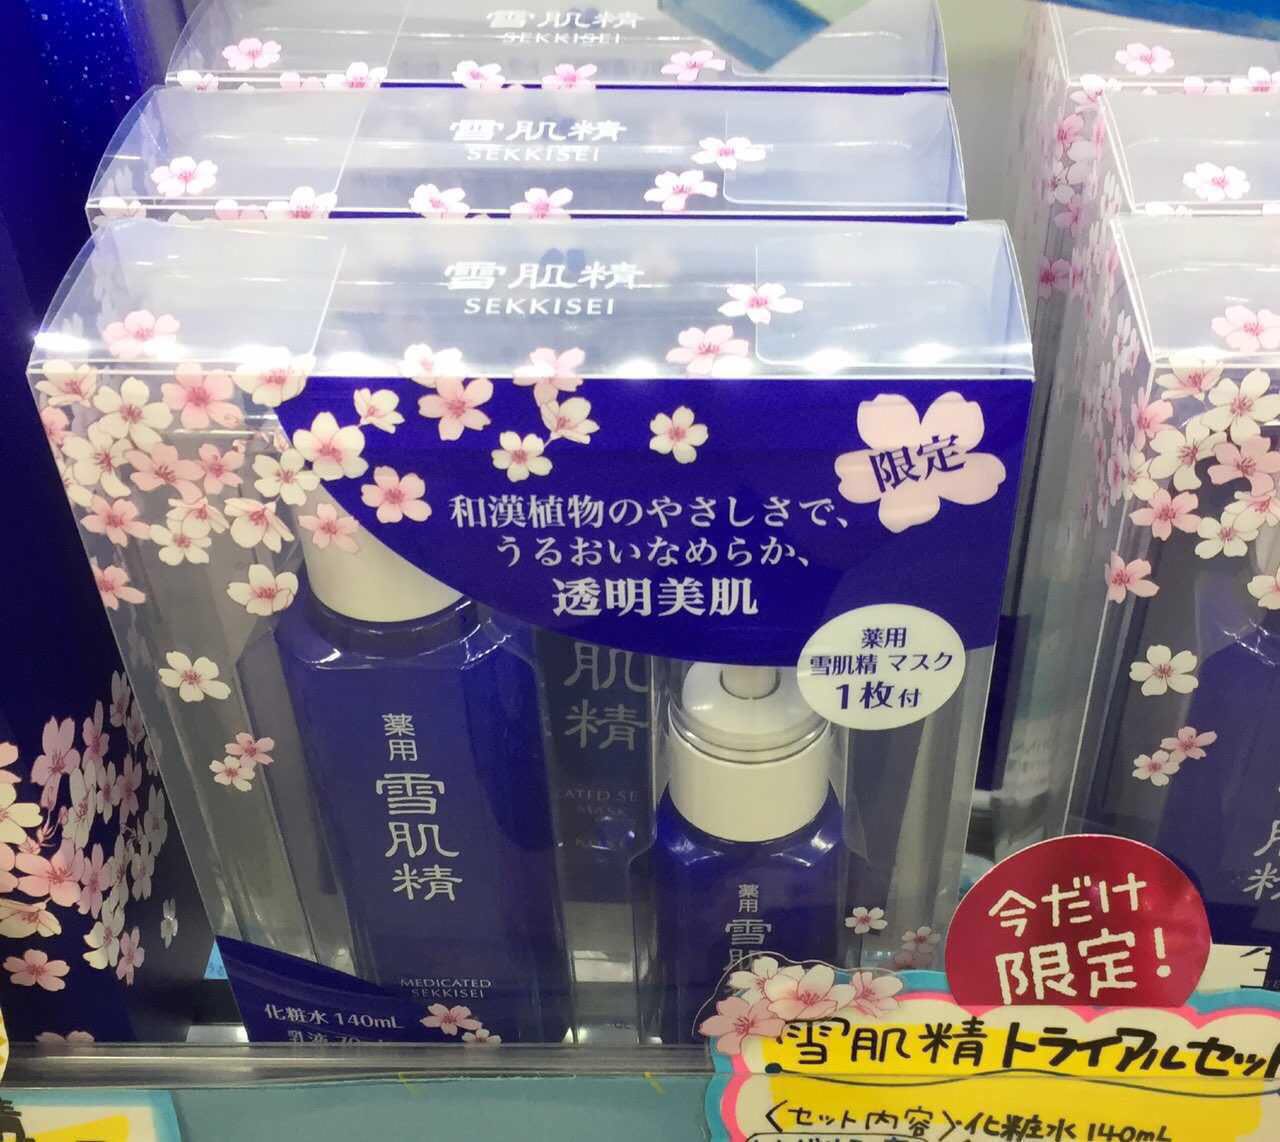 雪肌精
SEKKISEI
雪肌精
SEKKISEI
雪肌精
SEKKISEI
限定
和漢植物のやさしさで、
うるおいなめらか、
透明美肌
薬用
雪肌精 マスク
1枚付
肌
精
MASK
薬用
雪肌精
MEDICATED
SEKKISEI
薬用
雪
肌
化粧水 140mL
乳液
今だけ
限定!
雪肌精トライアルセット
〈セット内容〉・化粧水 140mL